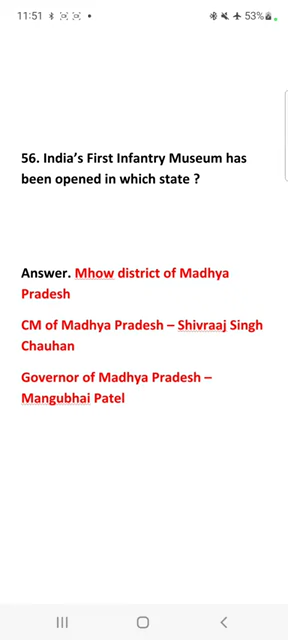 11:51
53%
56. India's First Infantry Museum has
been opened in which state ?
Answer. Mhow district of Madhya
Pradesh
CM of Madhya Pradesh – Shivraaj Singh
Chauhan
Governor of Madhya Pradesh –
Mangubhai Patel